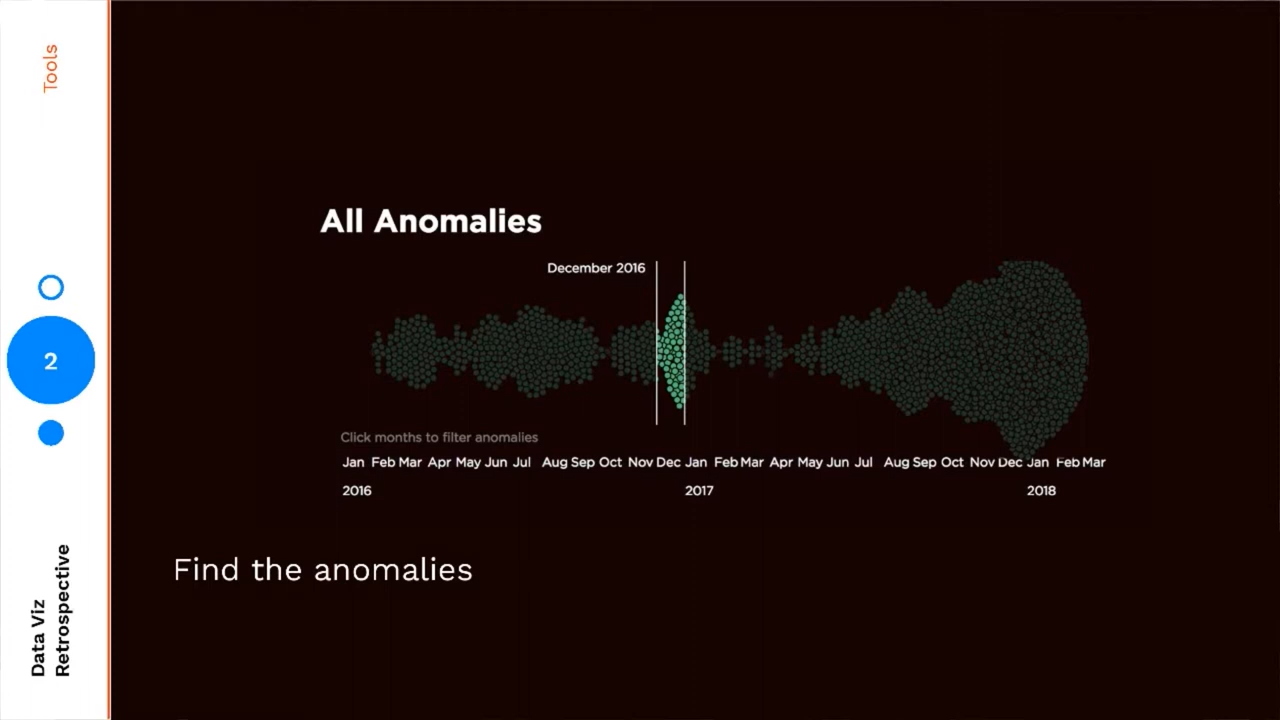 Tools
2
Data Viz
Retrospective
All Anomalies
December 2016
Click months to filter anomalies
Jan Feb Mar Apr May Jun Jul Aug Sep Oct Nov Dec Jan Feb Mar Apr May Jun Jul Aug Sep Oct Nov Dec Jan Feb Mar
2016 2017 2018
Find the anomalies